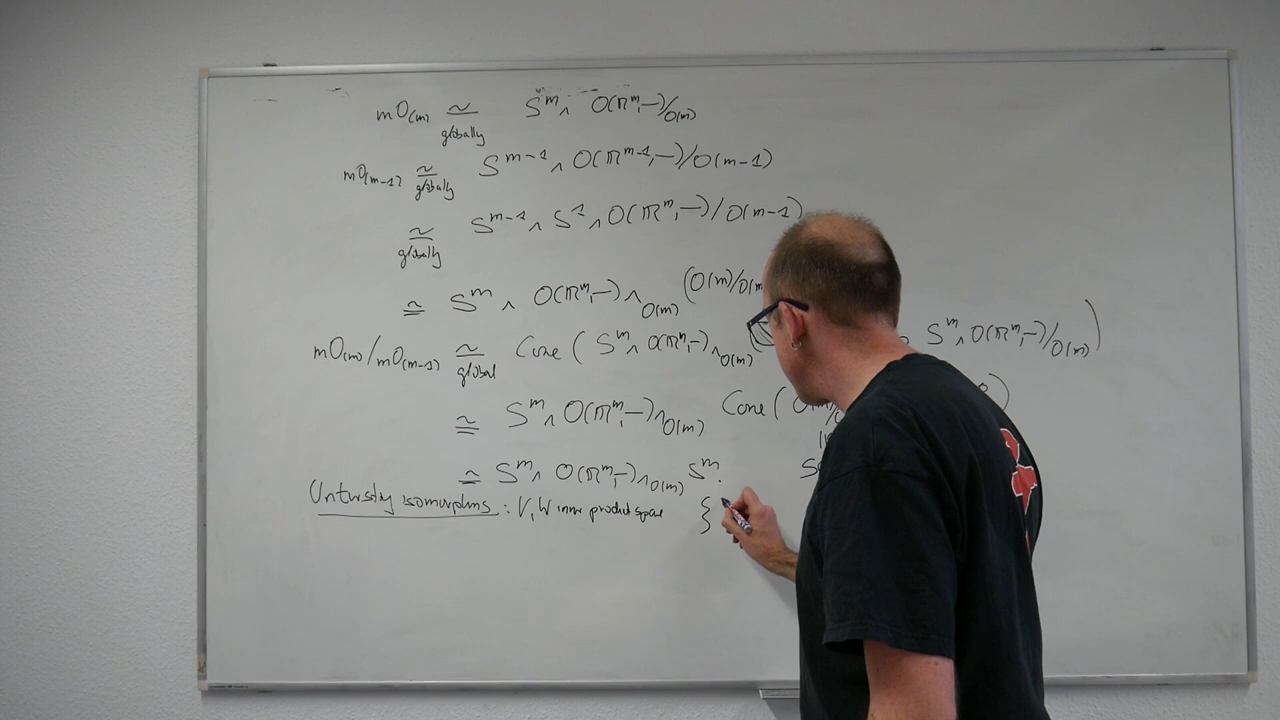 mO(m) ≃ globally S^m ∧ O(ℝ^m,-)/O(m)
mO(m-1) ≃ globally S^{m-1} ∧ O(ℝ^{m-1},-)/O(m-1)
≃ globally S^{m-1} ∧ S^1 ∧ O(ℝ^m,-)/O(m-1)
≅ S^m ∧ O(ℝ^m,-) ∧_{O(m)} (O(m)/O(m
mO(m)/mO(m-1) ≃ global Cone ( S^m ∧ O(ℝ^m,-) ∧_{O(m)} ( S^m ∧ O(ℝ^m,-)/O(m) )
≅ S^m ∧ O(ℝ^m,-) ∧_{O(m)} Cone ( O(m)/ )
≃ S^m ∧ O(ℝ^m,-) ∧_{O(m)} S^m. S(
Untwisting isomorphisms : V, W inner product space {